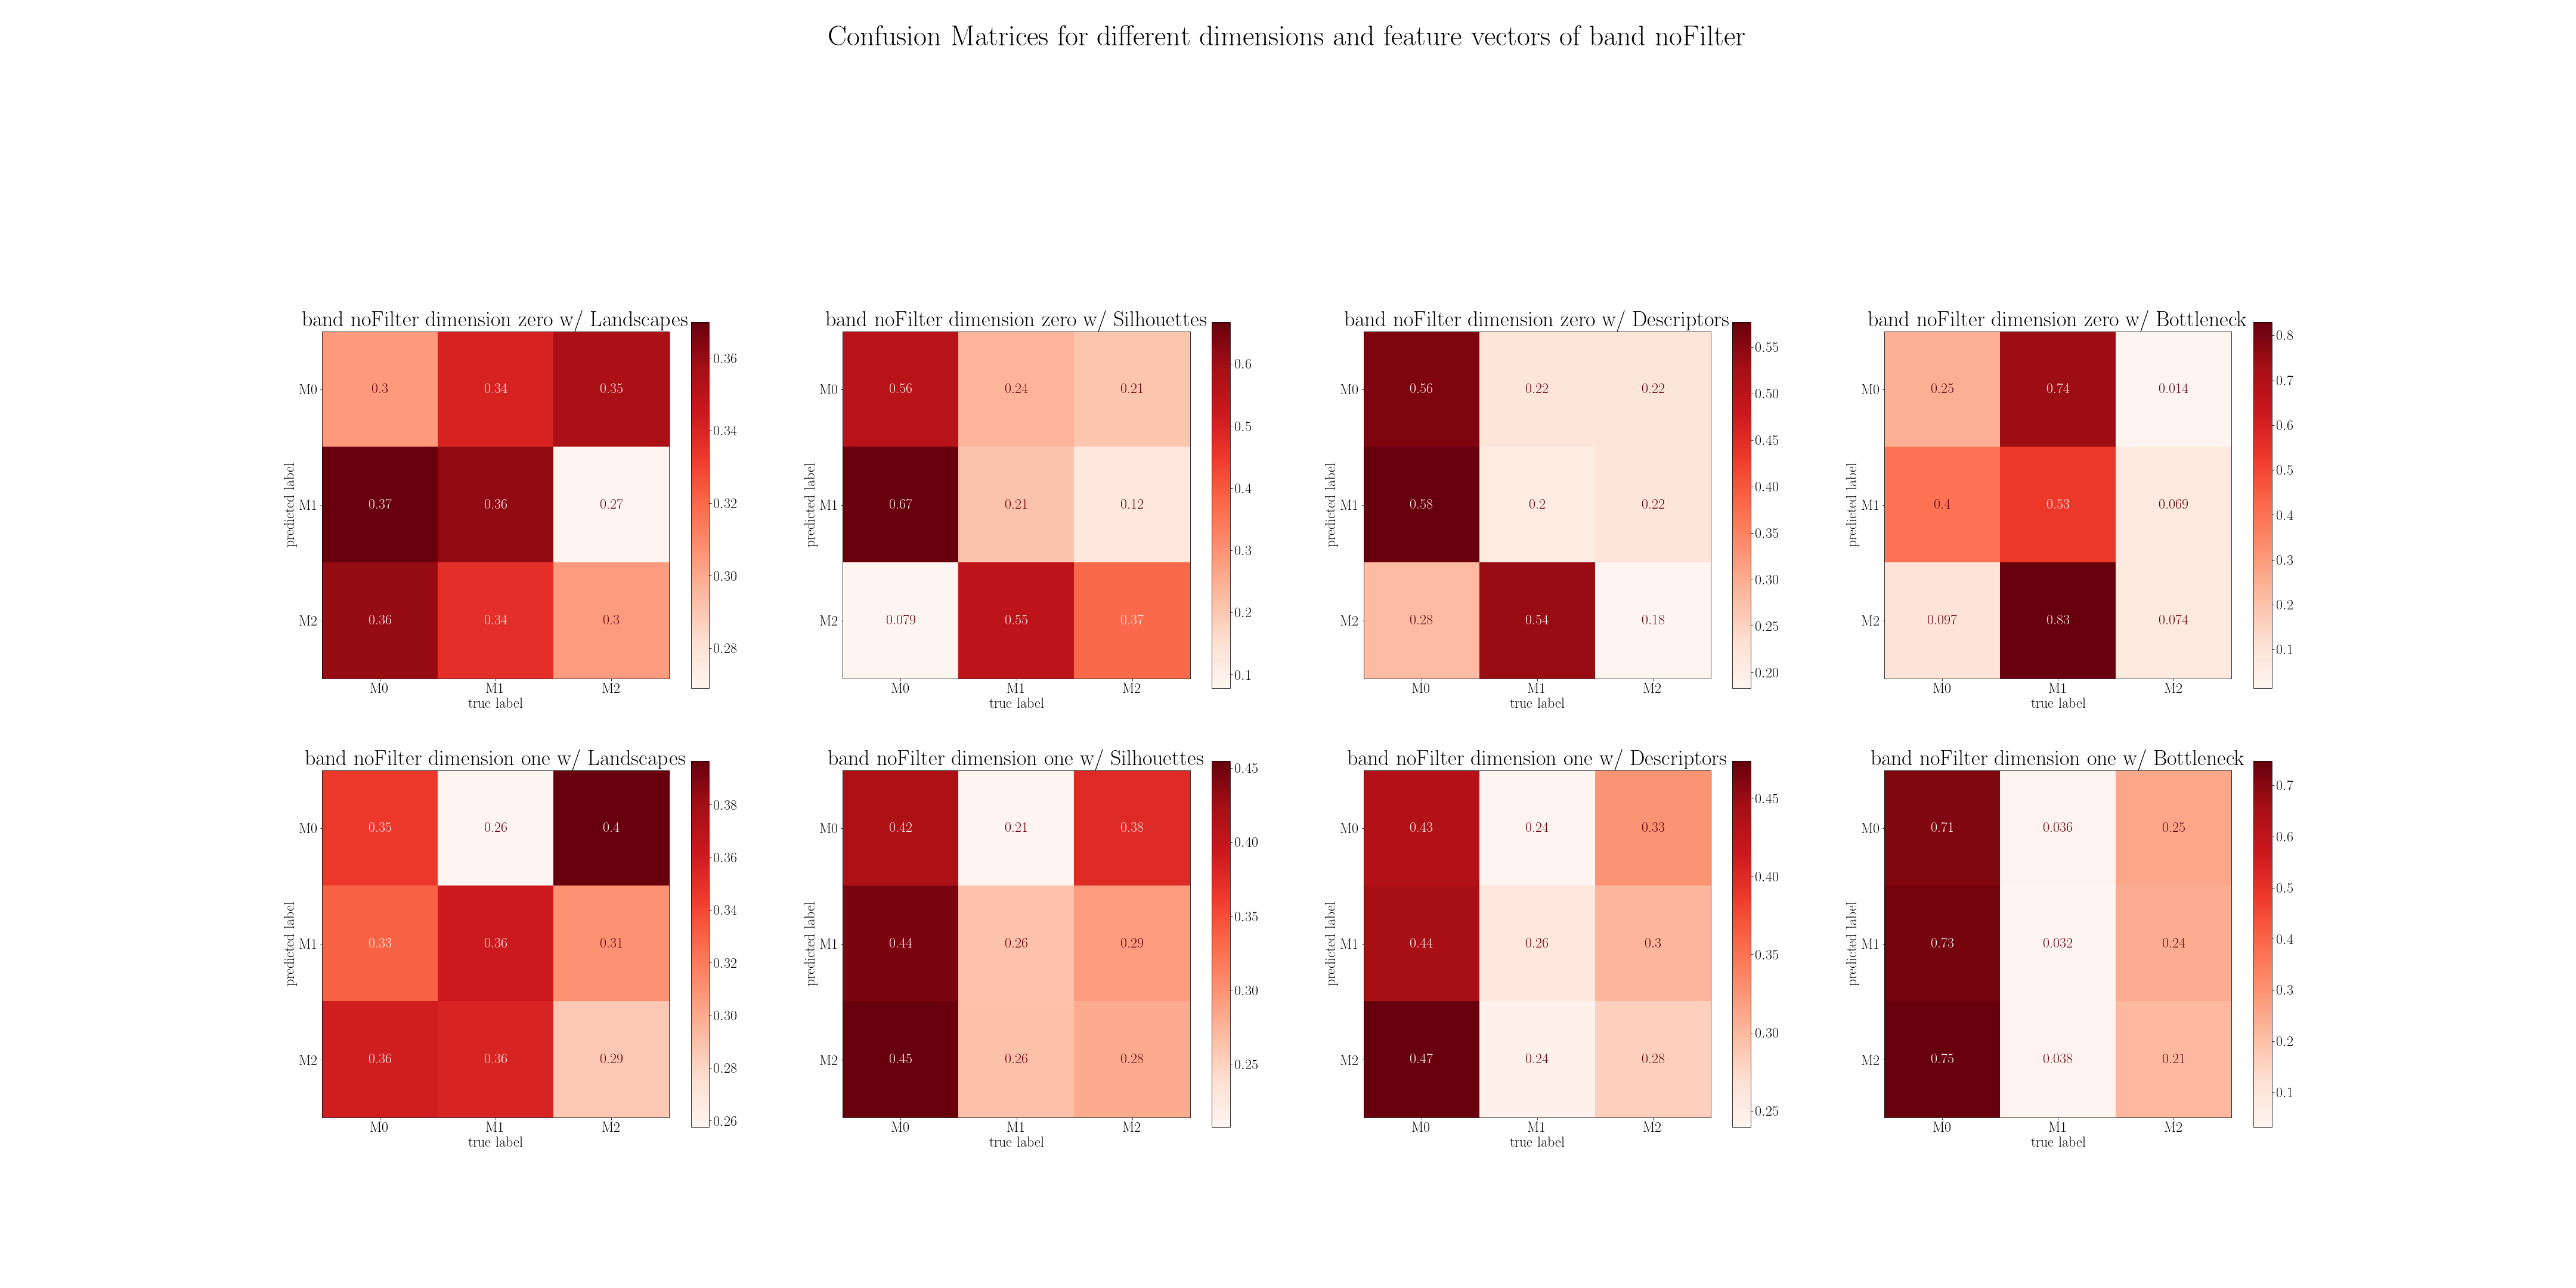 Confusion Matrices for different dimensions and feature vectors of band noFilter
band noFilter dimension zero w/ Landscapes
predicted label
M0 0.3 0.34 0.35
M1 0.37 0.36 0.27
M2 0.36 0.34 0.3
M0 M1 M2
true label
0.36
0.34
0.32
0.30
0.28
band noFilter dimension zero w/ Silhouettes
predicted label
M0 0.56 0.24 0.21
M1 0.67 0.21 0.12
M2 0.079 0.55 0.37
M0 M1 M2
true label
0.6
0.5
0.4
0.3
0.2
0.1
band noFilter dimension zero w/ Descriptors
predicted label
M0 0.56 0.22 0.22
M1 0.58 0.2 0.22
M2 0.28 0.54 0.18
M0 M1 M2
true label
0.55
0.50
0.45
0.40
0.35
0.30
0.25
0.20
band noFilter dimension zero w/ Bottleneck
predicted label
M0 0.25 0.74 0.014
M1 0.4 0.53 0.069
M2 0.097 0.83 0.074
M0 M1 M2
true label
0.8
0.7
0.6
0.5
0.4
0.3
0.2
0.1
band noFilter dimension one w/ Landscapes
predicted label
M0 0.35 0.26 0.4
M1 0.33 0.36 0.31
M2 0.36 0.36 0.29
M0 M1 M2
true label
0.38
0.36
0.34
0.32
0.30
0.28
0.26
band noFilter dimension one w/ Silhouettes
predicted label
M0 0.42 0.21 0.38
M1 0.44 0.26 0.29
M2 0.45 0.26 0.28
M0 M1 M2
true label
0.45
0.40
0.35
0.30
0.25
band noFilter dimension one w/ Descriptors
predicted label
M0 0.43 0.24 0.33
M1 0.44 0.26 0.3
M2 0.47 0.24 0.28
M0 M1 M2
true label
0.45
0.40
0.35
0.30
0.25
band noFilter dimension one w/ Bottleneck
predicted label
M0 0.71 0.036 0.25
M1 0.73 0.032 0.24
M2 0.75 0.038 0.21
M0 M1 M2
true label
0.7
0.6
0.5
0.4
0.3
0.2
0.1